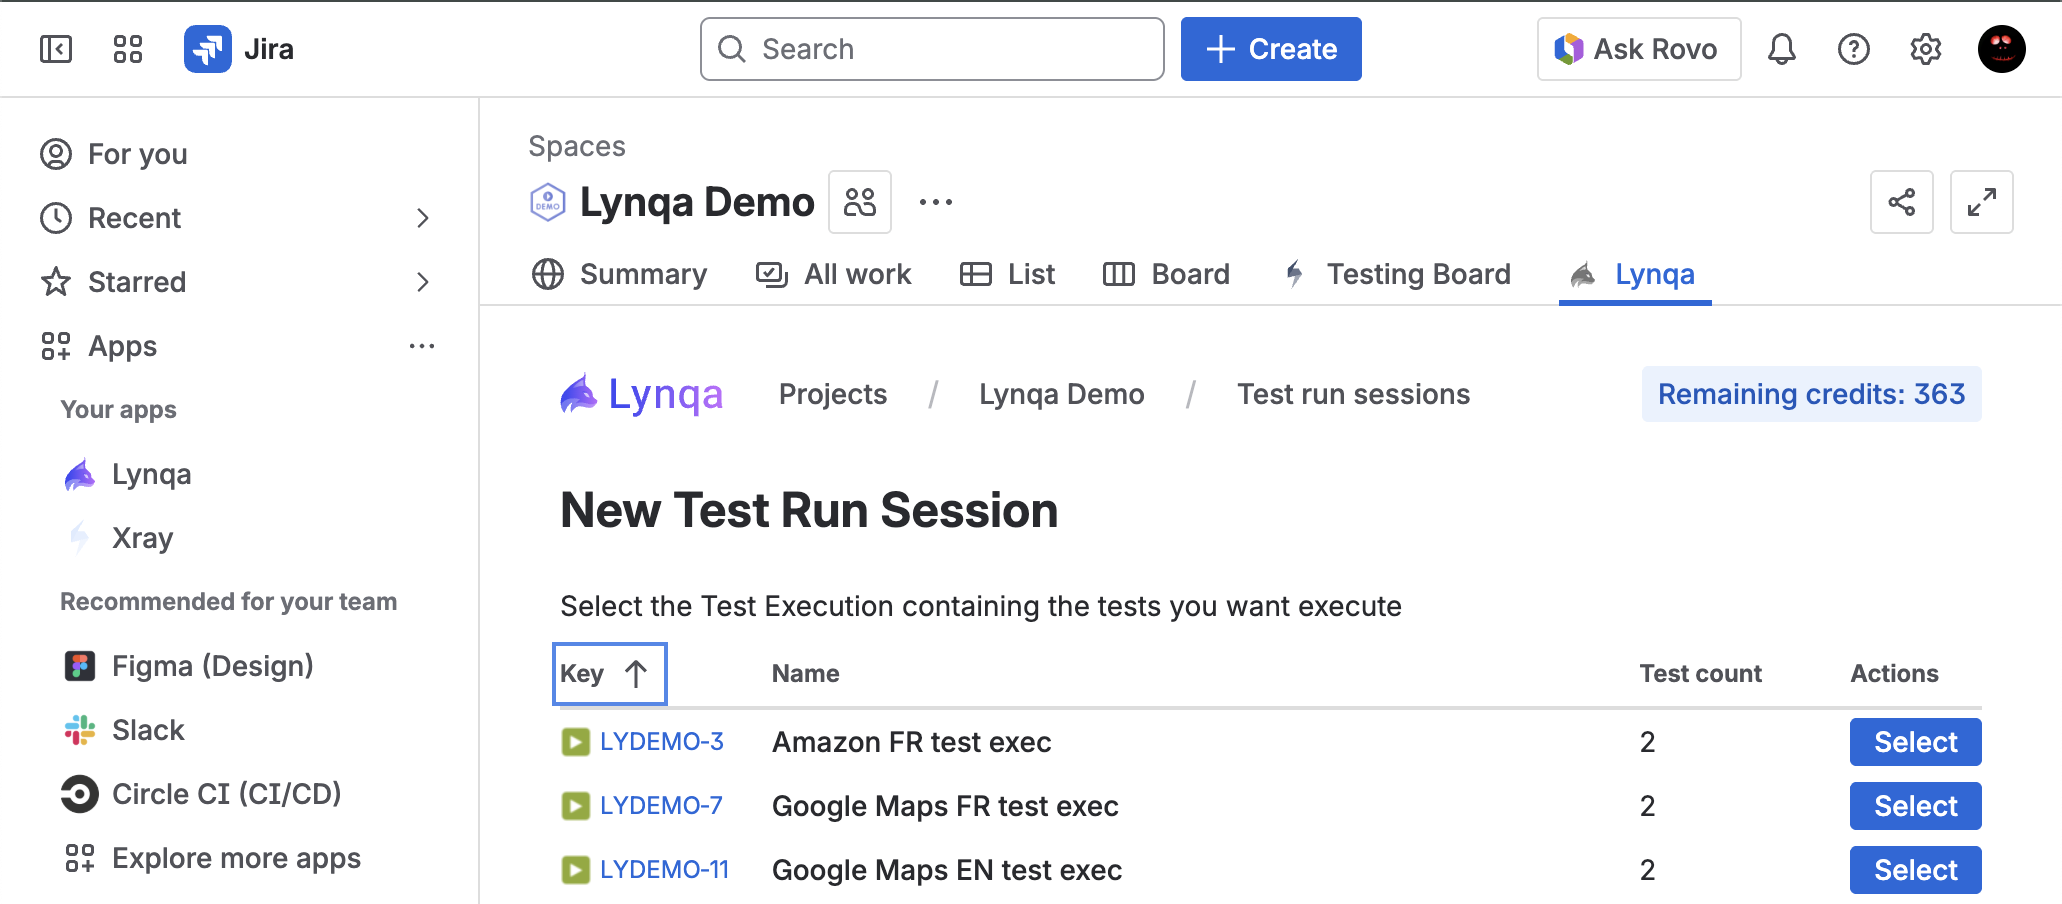 Jira
Search
Create
Ask Rovo
For you
Recent
Starred
Apps
Your apps
Lynqa
Xray
Recommended for your team
Figma (Design)
Slack
Circle CI (CI/CD)
Explore more apps
Spaces
DEMO
Lynqa Demo
Summary All work List Board Testing Board Lynqa
Lynqa Projects / Lynqa Demo / Test run sessions Remaining credits: 363
New Test Run Session
Select the Test Execution containing the tests you want execute
Key Name Test count Actions
LYDEMO-3 Amazon FR test exec 2 Select
LYDEMO-7 Google Maps FR test exec 2 Select
LYDEMO-11 Google Maps EN test exec 2 Select